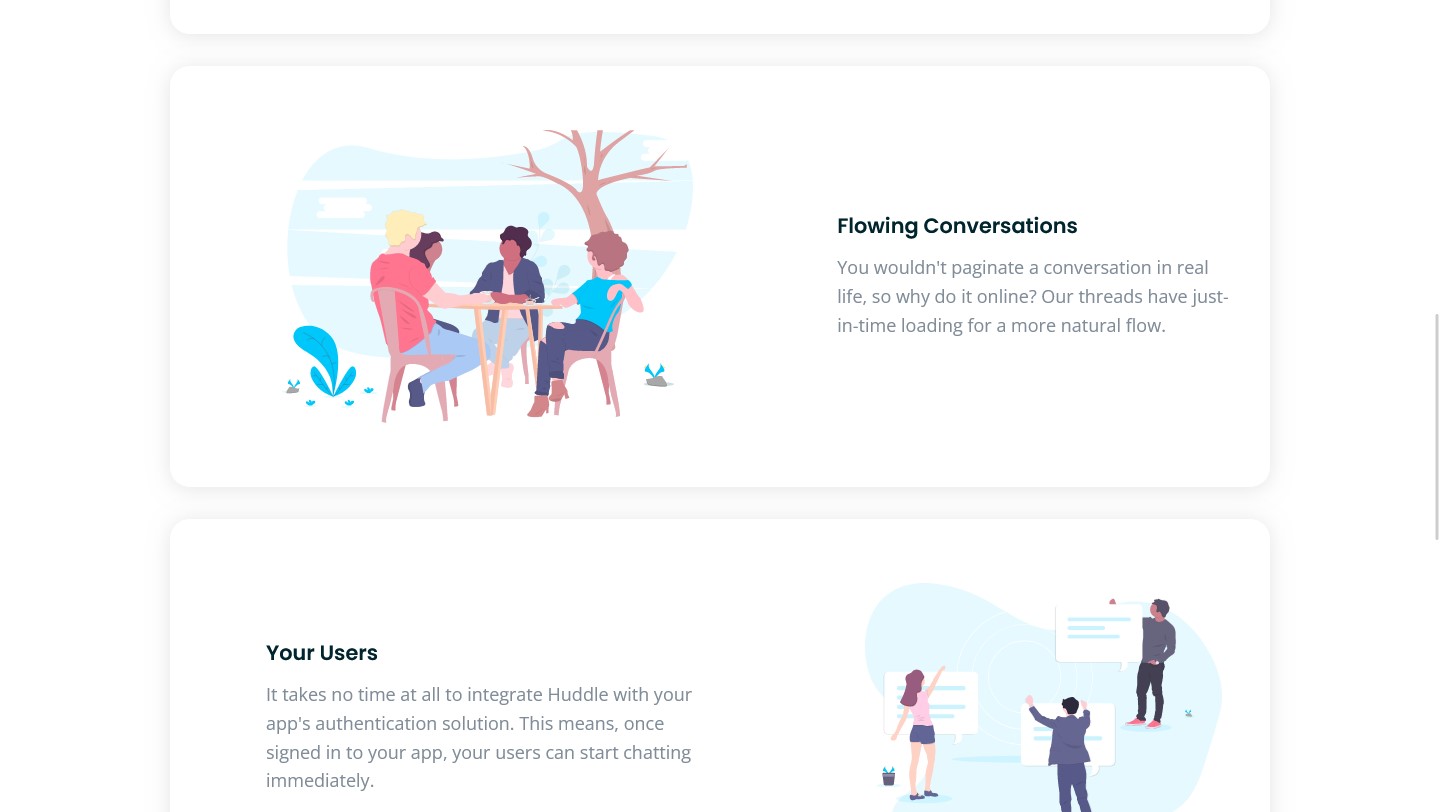 Flowing Conversations
You wouldn't paginate a conversation in real
life, so why do it online? Our threads have just-
in-time loading for a more natural flow.
Your Users
It takes no time at all to integrate Huddle with your
app's authentication solution. This means, once
signed in to your app, your users can start chatting
immediately.